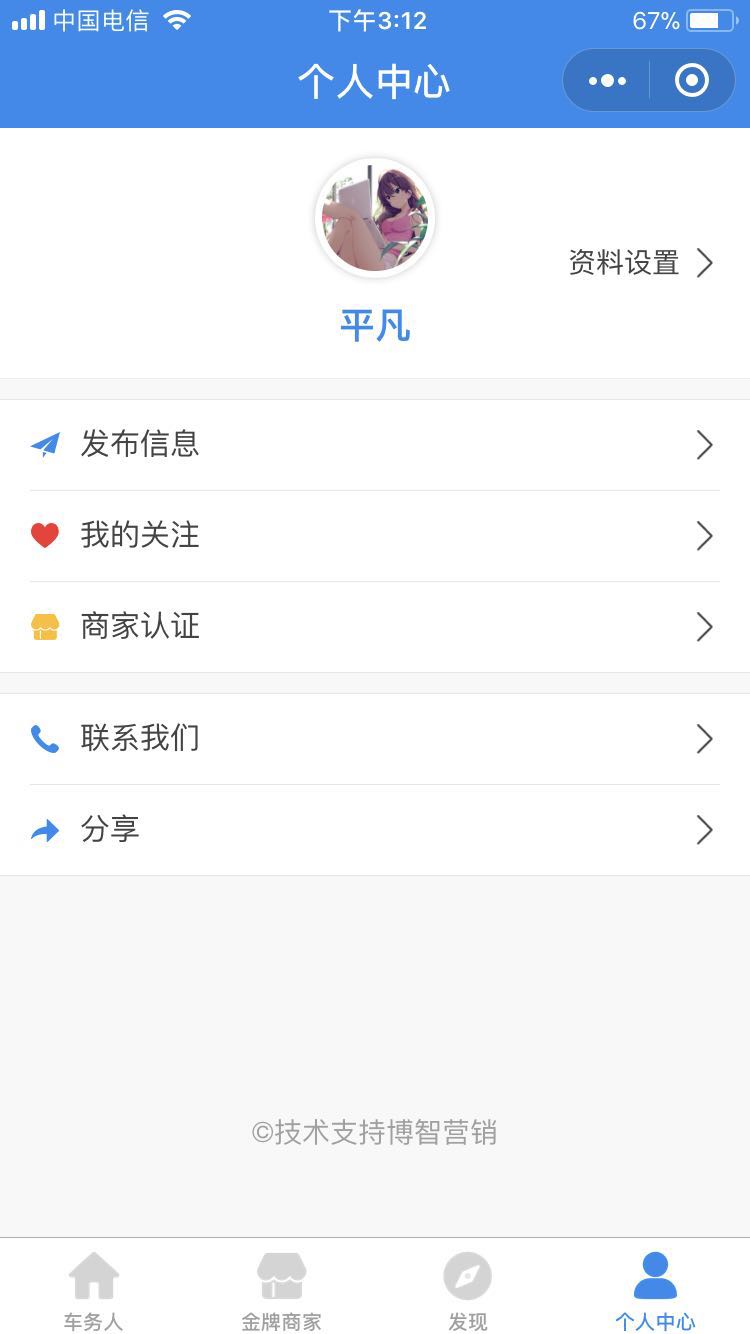 中国电信 下午3:12 67%
个人中心
资料设置
平凡
发布信息
我的关注
商家认证
联系我们
分享
©技术支持博智营销
车务人 金牌商家 发现 个人中心